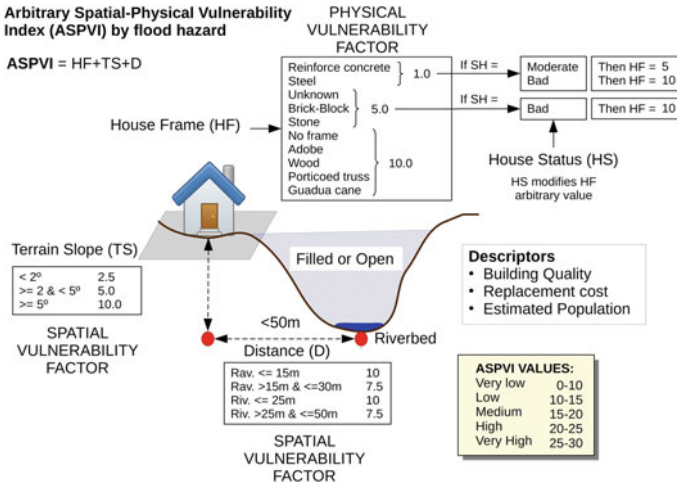 Arbitrary Spatial-Physical Vulnerability
Index (ASPVI) by flood hazard
ASPVI = HF+TS+D
PHYSICAL
VULNERABILITY
FACTOR
House Frame (HF)
Reinforce concrete
Steel
1.0
Unknown
Brick-Block
Stone
5.0
No frame
Adobe
Wood
Porticoed truss
Guadua cane
10.0
If SH =
Moderate
Bad
Then HF = 5
Then HF = 10
If SH =
Bad
Then HF = 10
House Status (HS)
HS modifies HF
arbitrary value
Terrain Slope (TS)
< 2º 2.5
>= 2 & < 5º 5.0
>= 5º 10.0
SPATIAL
VULNERABILITY
FACTOR
Filled or Open
<50m
Riverbed
Distance (D)
Rav. <= 15m 10
Rav. >15m & <=30m 7.5
Riv. <= 25m 10
Riv. >25m & <=50m 7.5
SPATIAL
VULNERABILITY
FACTOR
Descriptors
• Building Quality
• Replacement cost
• Estimated Population
ASPVI VALUES:
Very low 0-10
Low 10-15
Medium 15-20
High 20-25
Very High 25-30